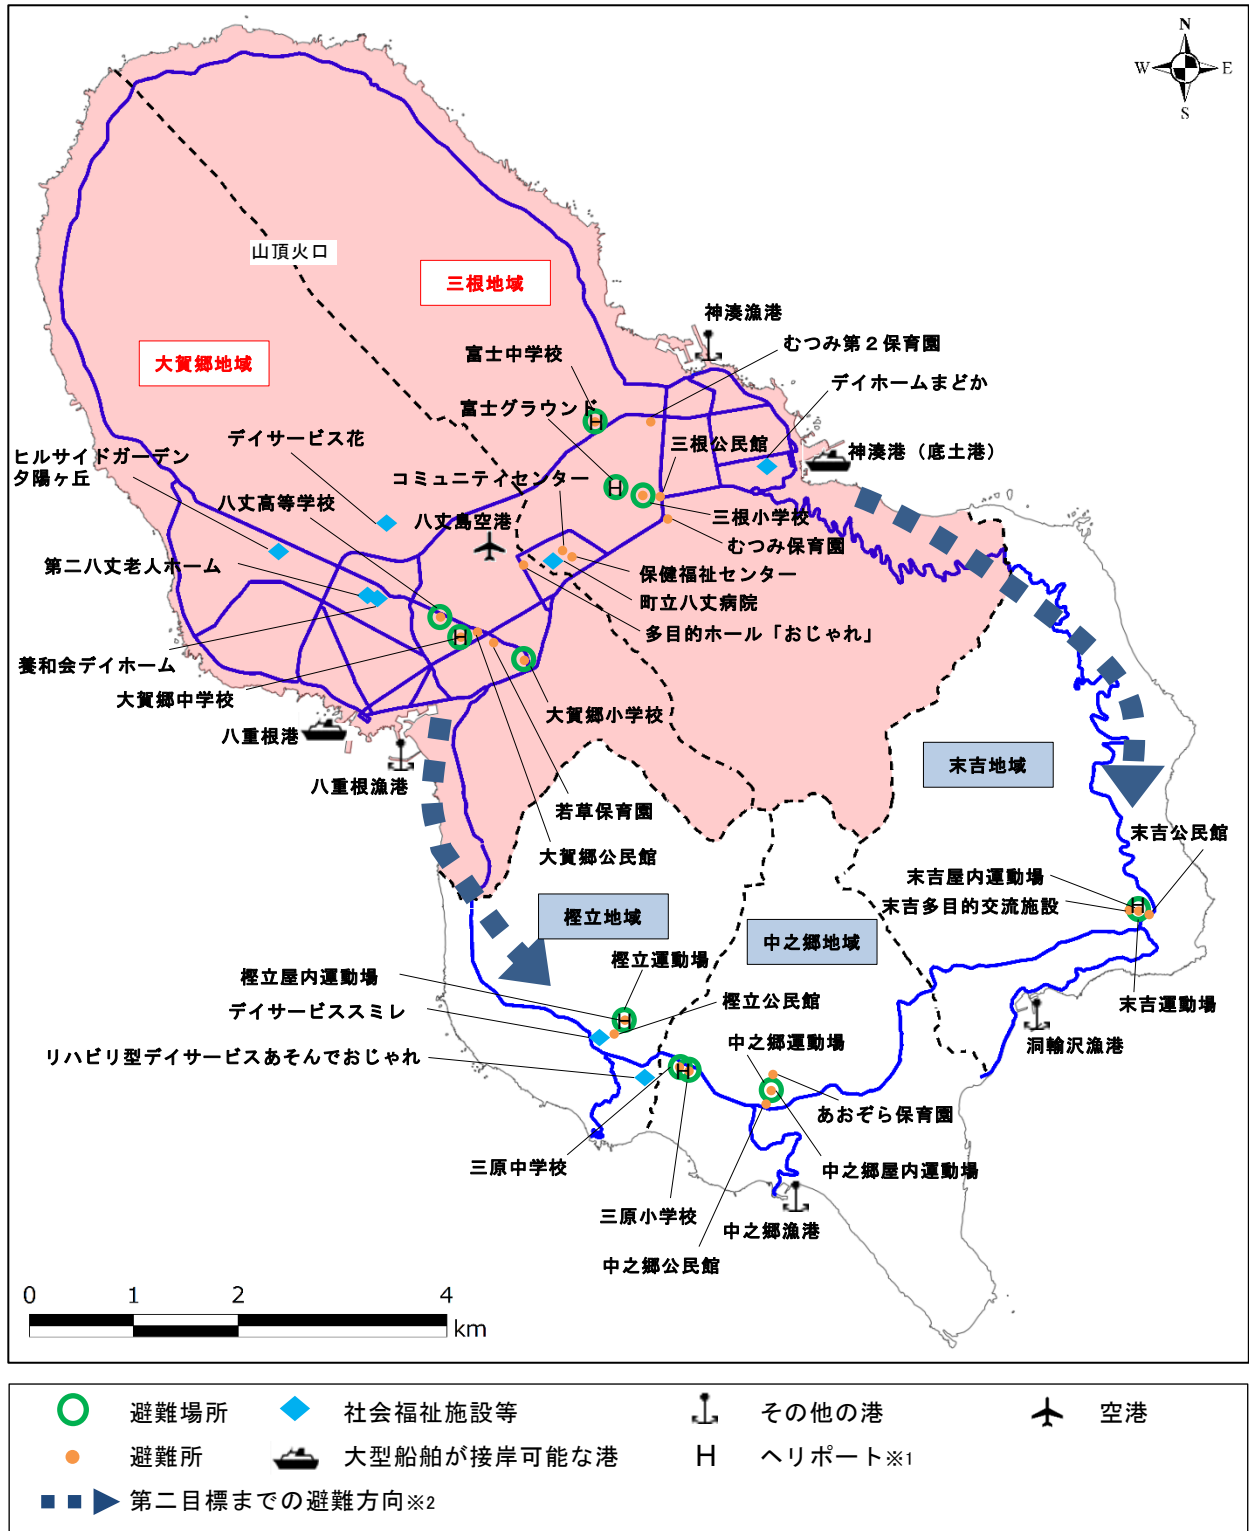 N
W
E
S
山頂火口
三根地域
神湊漁港
むつみ第２保育園
富士中学校
大賀郷地域
デイホームまどか
富士グラウンド
デイサービス花
三根公民館
神湊港（底土港）
ヒルサイドガーデン
夕陽ヶ丘
コミュニティセンター
八丈高等学校
八丈島空港
三根小学校
むつみ保育園
第二八丈老人ホーム
保健福祉センター
町立八丈病院
多目的ホール「おじゃれ」
養和会デイホーム
大賀郷中学校
大賀郷小学校
八重根港
末吉地域
八重根漁港
若草保育園
末吉公民館
大賀郷公民館
末吉屋内運動場
末吉多目的交流施設
樫立地域
中之郷地域
樫立運動場
樫立屋内運動場
樫立公民館
末吉運動場
デイサービススミレ
中之郷運動場
洞輪沢漁港
リハビリ型デイサービスあそんでおじゃれ
あおぞら保育園
三原中学校
中之郷屋内運動場
三原小学校
中之郷漁港
中之郷公民館
0 1 2 4
km
避難場所
社会福祉施設等
その他の港
空港
避難所
大型船舶が接岸可能な港
H
ヘリポート※1
第二目標までの避難方向※2